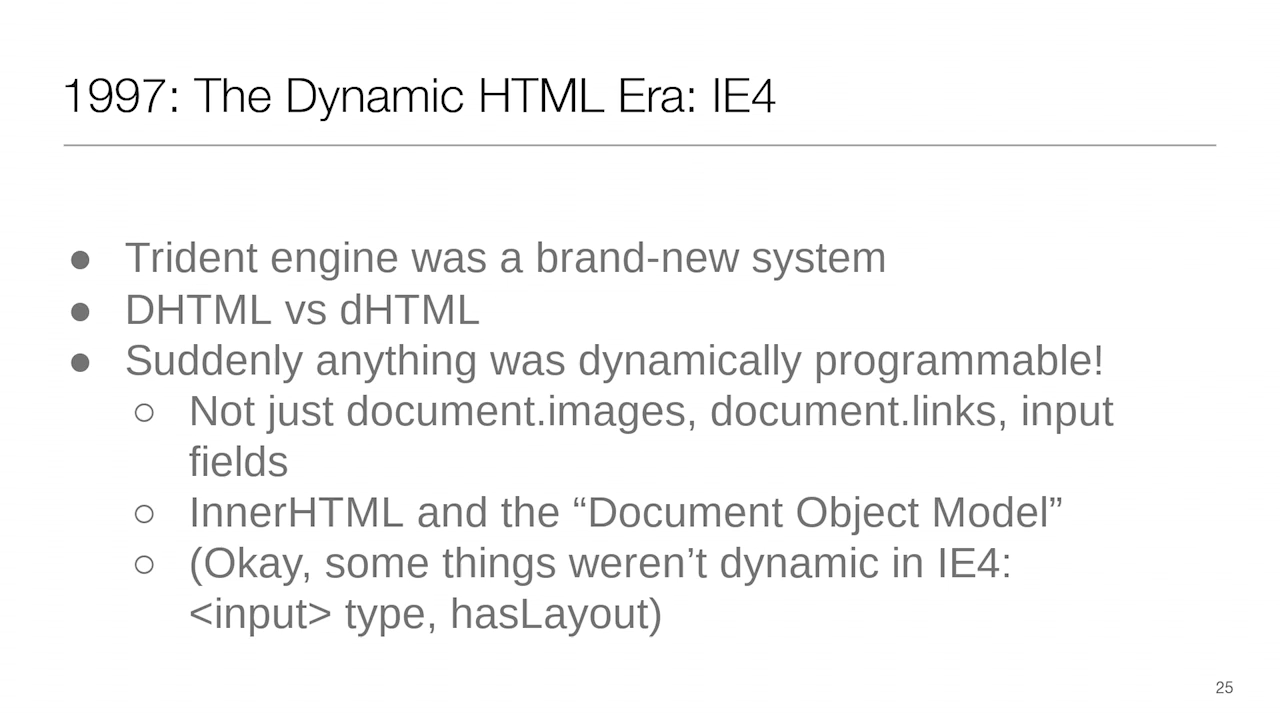 1997: The Dynamic HTML Era: IE4
● Trident engine was a brand-new system
● DHTML vs dHTML
● Suddenly anything was dynamically programmable!
○ Not just document.images, document.links, input
fields
○ InnerHTML and the “Document Object Model”
○ (Okay, some things weren’t dynamic in IE4:
<input> type, hasLayout)
25